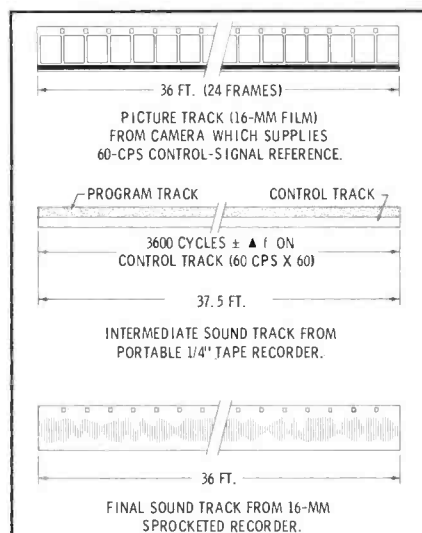 36 FT. (24 FRAMES)
PICTURE TRACK (16-MM FILM)
FROM CAMERA WHICH SUPPLIES
60-CPS CONTROL-SIGNAL REFERENCE.
PROGRAM TRACK
CONTROL TRACK
3600 CYCLES ± ▲ f ON
CONTROL TRACK (60 CPS X 60)
37.5 FT.
INTERMEDIATE SOUND TRACK FROM
PORTABLE 1/4" TAPE RECORDER.
36 FT.
FINAL SOUND TRACK FROM 16-MM
SPROCKETED RECORDER.